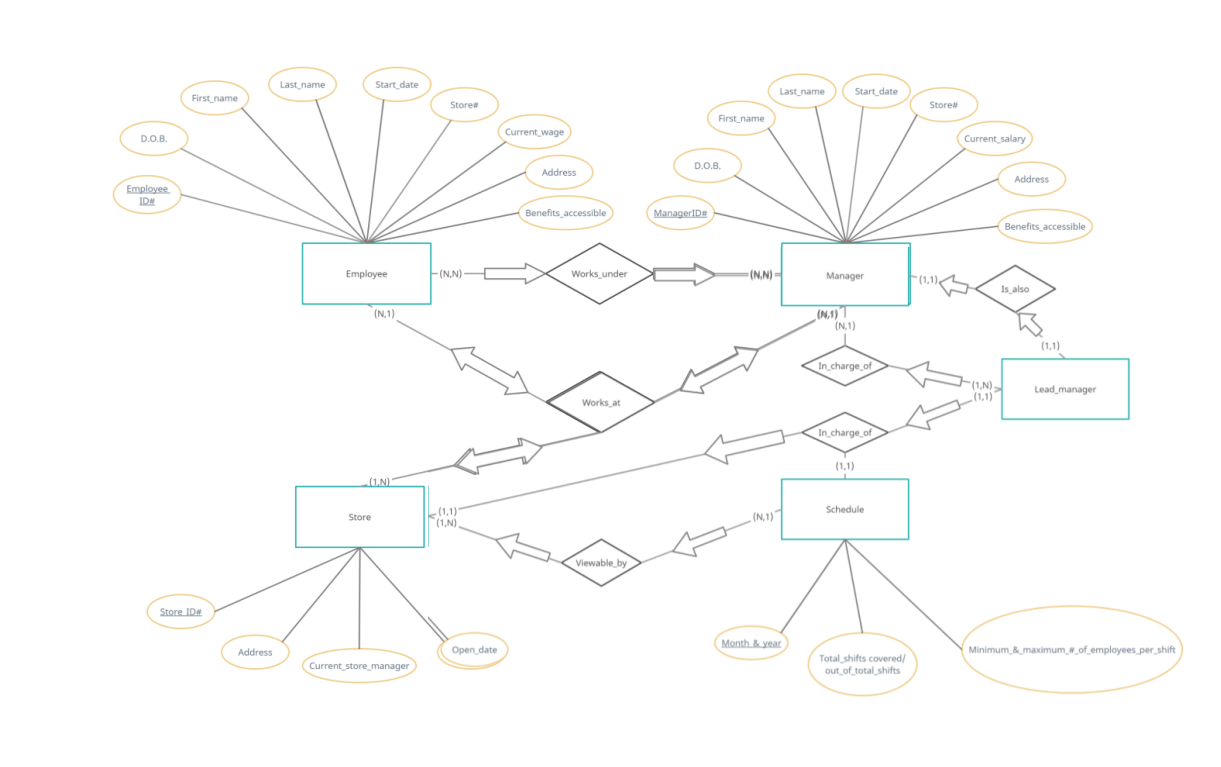 Last_name
Start_date
First_name
Store#
D.O.B.
Current_wage
Employee_
ID#
Address
Benefits_accessible
Last_name
Start_date
First_name
Store#
D.O.B.
Current_salary
ManagerID#
Address
Benefits_accessible
Employee
(N,N)
Works_under
(N,N)
Manager
(1,1)
Is_also
(N,1)
(N,1)
(N,1)
(1,1)
In_charge_of
(1,N)
(1,1)
Lead_manager
Works_at
In_charge_of
(1,1)
(1,N)
Store
(1,1)
(1,N)
(N,1)
Schedule
Viewable_by
Store_ID#
Address
Current_store_manager
Open_date
Month_&_year
Total_shifts covered/
out_of_total_shifts
Minimum_&_maximum_#_of_employees_per_shift